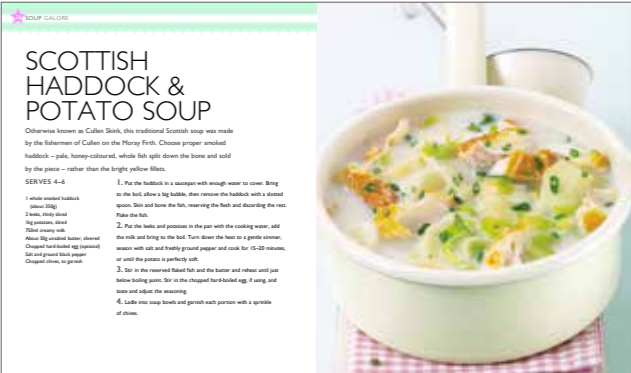 SOUP GALORE
SCOTTISH
HADDOCK &
POTATO SOUP
Otherwise known as Cullen Skink, this traditional Scottish soup was made
by the fishermen of Cullen on the Moray Firth. Choose proper smoked
haddock – pale, honey-coloured, whole fish split down the bone and sold
by the piece – rather than the bright yellow fillets.
SERVES 4–6
1 whole smoked haddock
(about 350g)
2 leeks, thinly sliced
1kg potatoes, sliced
750ml creamy milk
About 50g unsalted butter, slivered
Chopped hard-boiled egg (optional)
Salt and ground black pepper
Chopped chives, to garnish
1. Put the haddock in a saucepan with enough water to cover. Bring
to the boil, allow a big bubble, then remove the haddock with a slotted
spoon. Skin and bone the fish, reserving the flesh and discarding the rest.
Flake the fish.
2. Put the leeks and potatoes in the pan with the cooking water, add
the milk and bring to the boil. Turn down the heat to a gentle simmer,
season with salt and freshly ground pepper and cook for 15–20 minutes,
or until the potato is perfectly soft.
3. Stir in the reserved flaked fish and the butter and reheat until just
below boiling point. Stir in the chopped hard-boiled egg, if using, and
taste and adjust the seasoning.
4. Ladle into soup bowls and garnish each portion with a sprinkle
of chives.